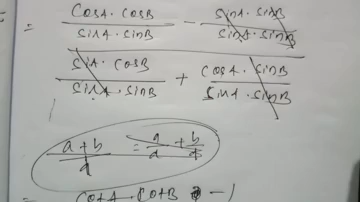 = cosA · cosB / sinA · sinB − sinA · sinB / sinA · sinB
sinA · cosB / sinA · sinB + cosA · sinB / sinA · sinB
a + b / d = a / d + b / d
= cotA · cotB − 1